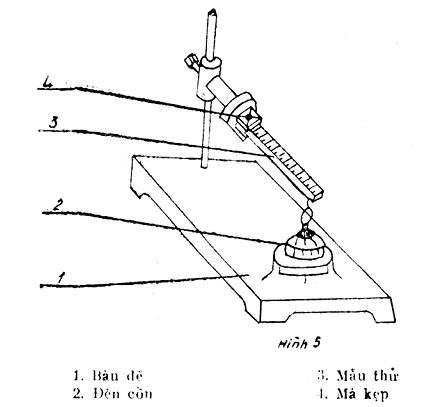 4
3
2
1
Hình 5
1. Bàn đế
2. Đèn cồn
3. Mẫu thử
4. Má kẹp